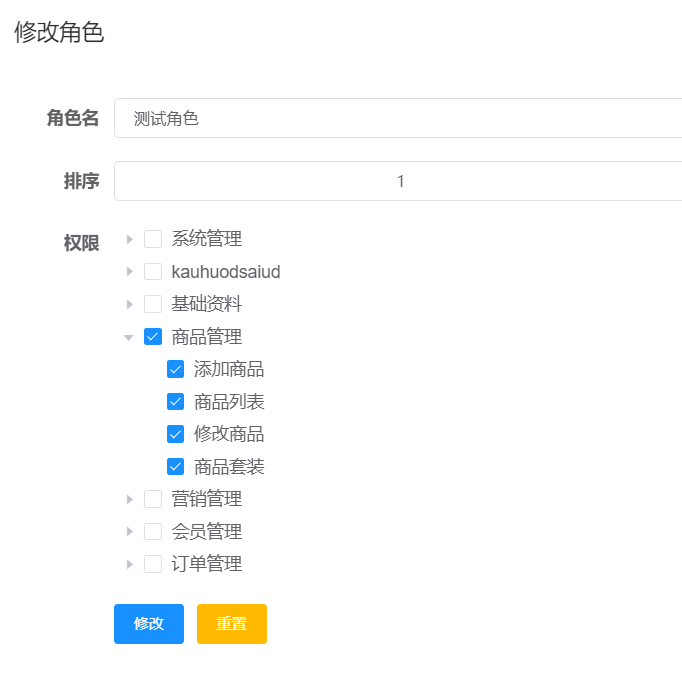 修改角色
角色名 测试角色
排序 1
权限 系统管理
kauhuodsaiud
基础资料
商品管理
添加商品
商品列表
修改商品
商品套装
营销管理
会员管理
订单管理
修改 重置